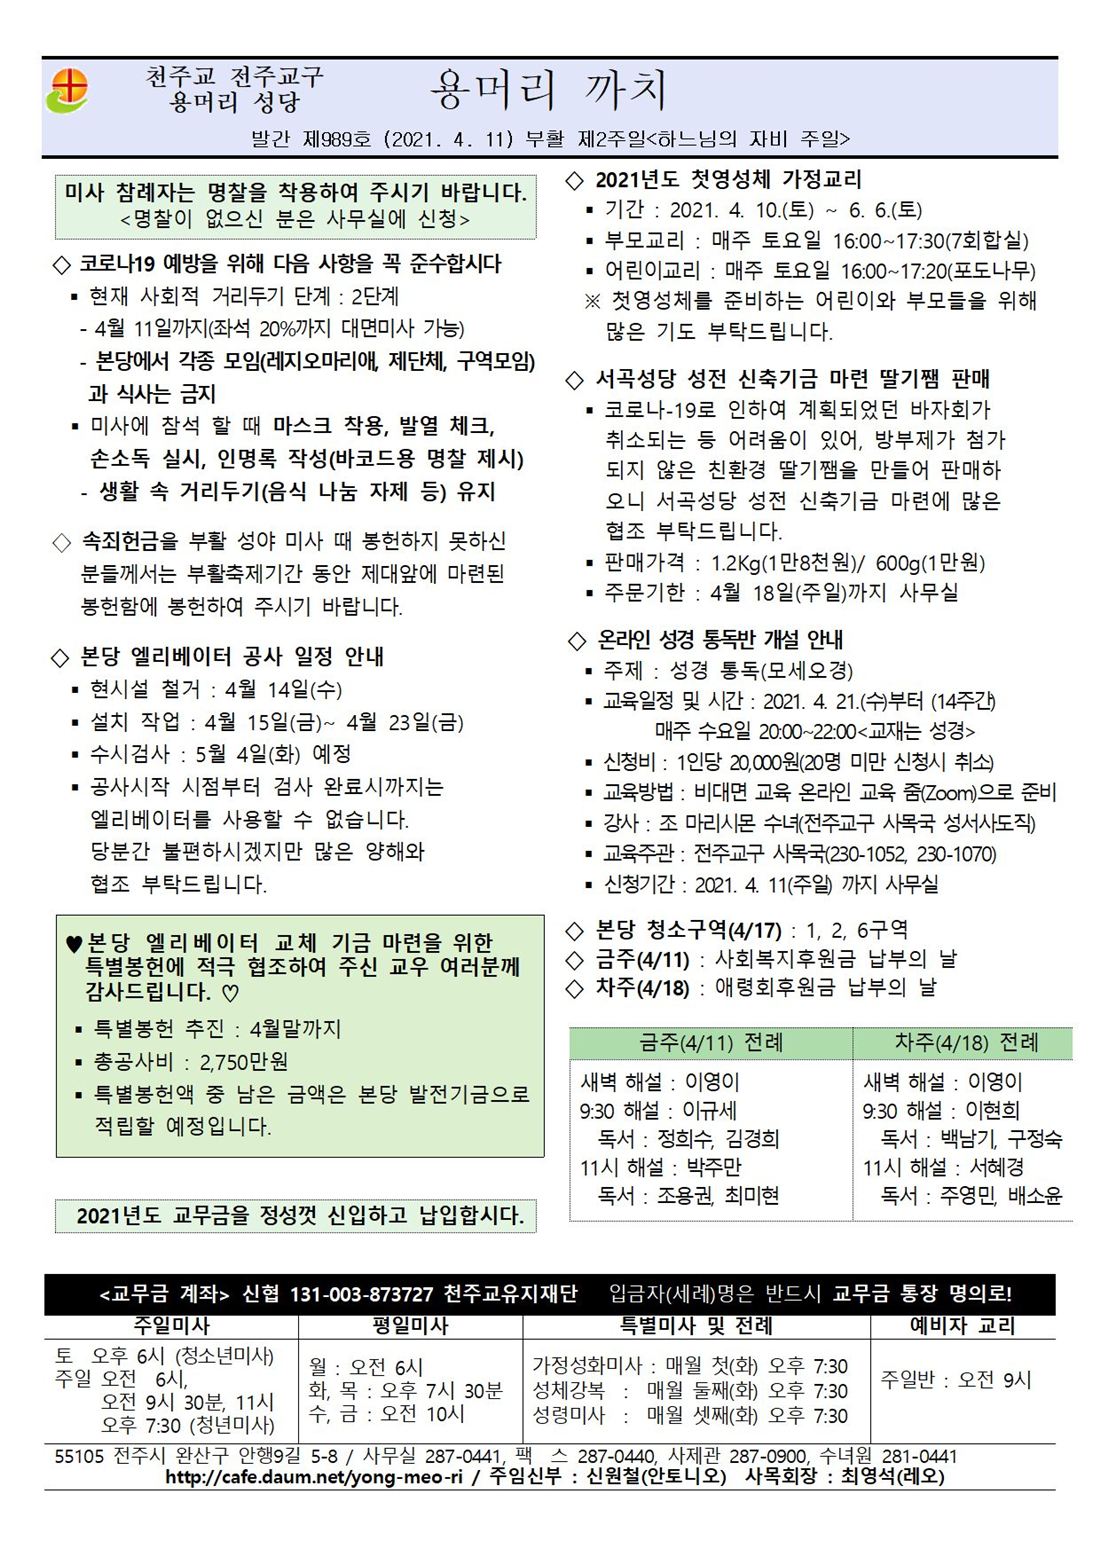 천주교 전주교구
용머리 성당
용머리 까치
발간 제989호 (2021. 4. 11) 부활 제2주일<하느님의 자비 주일>
미사 참례자는 명찰을 착용하여 주시기 바랍니다.
<명찰이 없으신 분은 사무실에 신청>
◇ 코로나19 예방을 위해 다음 사항을 꼭 준수합시다
▪ 현재 사회적 거리두기 단계 : 2단계
- 4월 11일까지(좌석 20%까지 대면미사 가능)
- 본당에서 각종 모임(레지오마리애, 제단체, 구역모임)
과 식사는 금지
▪ 미사에 참석 할 때 마스크 착용, 발열 체크,
손소독 실시, 인명록 작성(바코드용 명찰 제시)
- 생활 속 거리두기(음식 나눔 자제 등) 유지
◇ 속죄헌금을 부활 성야 미사 때 봉헌하지 못하신
분들께서는 부활축제기간 동안 제대앞에 마련된
봉헌함에 봉헌하여 주시기 바랍니다.
◇ 본당 엘리베이터 공사 일정 안내
▪ 현시설 철거 : 4월 14일(수)
▪ 설치 작업 : 4월 15일(금)~ 4월 23일(금)
▪ 수시검사 : 5월 4일(화) 예정
▪ 공사시작 시점부터 검사 완료시까지는
엘리베이터를 사용할 수 없습니다.
당분간 불편하시겠지만 많은 양해와
협조 부탁드립니다.
♥본당 엘리베이터 교체 기금 마련을 위한
특별봉헌에 적극 협조하여 주신 교우 여러분께
감사드립니다. ♡
▪ 특별봉헌 추진 : 4월말까지
▪ 총공사비 : 2,750만원
▪ 특별봉헌액 중 남은 금액은 본당 발전기금으로
적립할 예정입니다.
2021년도 교무금을 정성껏 신입하고 납입합시다.
◇ 2021년도 첫영성체 가정교리
▪ 기간 : 2021. 4. 10.(토) ~ 6. 6.(토)
▪ 부모교리 : 매주 토요일 16:00~17:30(7회합실)
▪ 어린이교리 : 매주 토요일 16:00~17:20(포도나무)
※ 첫영성체를 준비하는 어린이와 부모들을 위해
많은 기도 부탁드립니다.
◇ 서곡성당 성전 신축기금 마련 딸기쨈 판매
▪ 코로나-19로 인하여 계획되었던 바자회가
취소되는 등 어려움이 있어, 방부제가 첨가
되지 않은 친환경 딸기쨈을 만들어 판매하
오니 서곡성당 성전 신축기금 마련에 많은
협조 부탁드립니다.
▪ 판매가격 : 1.2Kg(1만8천원)/ 600g(1만원)
▪ 주문기한 : 4월 18일(주일)까지 사무실
◇ 온라인 성경 통독반 개설 안내
▪ 주제 : 성경 통독(모세오경)
▪ 교육일정 및 시간 : 2021. 4. 21.(수)부터 (14주간)
매주 수요일 20:00~22:00<교재는 성경>
▪ 신청비 : 1인당 20,000원(20명 미만 신청시 취소)
▪ 교육방법 : 비대면 교육 온라인 교육 줌(Zoom)으로 준비
▪ 강사 : 조 마리시몬 수녀(전주교구 사목국 성서사도직)
▪ 교육주관 : 전주교구 사목국(230-1052, 230-1070)
▪ 신청기간 : 2021. 4. 11(주일) 까지 사무실
◇ 본당 청소구역(4/17) : 1, 2, 6구역
◇ 금주(4/11) : 사회복지후원금 납부의 날
◇ 차주(4/18) : 애령회후원금 납부의 날
금주(4/11) 전례
새벽 해설 : 이영이
9:30 해설 : 이규세
독서 : 정희수, 김경희
11시 해설 : 박주만
독서 : 조용권, 최미현
차주(4/18) 전례
새벽 해설 : 이영이
9:30 해설 : 이현희
독서 : 백남기, 구정숙
11시 해설 : 서혜경
독서 : 주영민, 배소윤
<교무금 계좌> 신협 131-003-873727 천주교유지재단 입금자(세례)명은 반드시 교무금 통장 명의로!
주일미사
토 오후 6시 (청소년미사)
주일 오전 6시,
오전 9시 30분, 11시
오후 7:30 (청년미사)
평일미사
월 : 오전 6시
화, 목 : 오후 7시 30분
수, 금 : 오전 10시
특별미사 및 전례
가정성화미사 : 매월 첫(화) 오후 7:30
성체강복 : 매월 둘째(화) 오후 7:30
성령미사 : 매월 셋째(화) 오후 7:30
예비자 교리
주일반 : 오전 9시
55105 전주시 완산구 안행9길 5-8 / 사무실 287-0441, 팩 스 287-0440, 사제관 287-0900, 수녀원 281-0441
http://cafe.daum.net/yong-meo-ri / 주임신부 : 신원철(안토니오) 사목회장 : 최영석(레오)